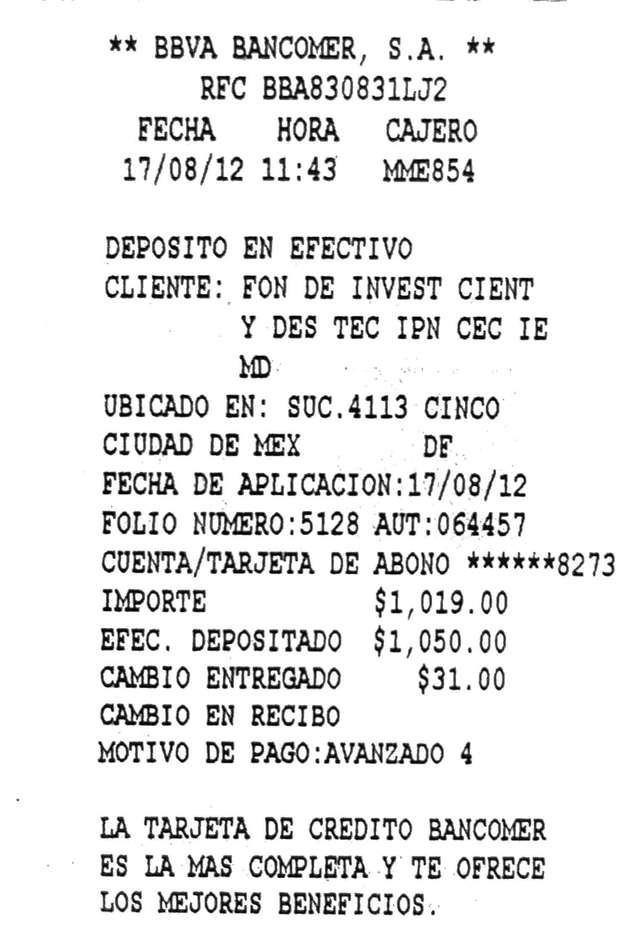 ** BBVA BANCOMER, S.A. **
RFC BBA830831LJ2
FECHA HORA CAJERO
17/08/12 11:43 MME854
DEPOSITO EN EFECTIVO
CLIENTE: FON DE INVEST CIENT
Y DES TEC IPN CEC IE
MD
UBICADO EN: SUC.4113 CINCO
CIUDAD DE MEX DF
FECHA DE APLICACION:17/08/12
FOLIO NUMERO:5128 AUT:064457
CUENTA/TARJETA DE ABONO ******8273
IMPORTE $1,019.00
EFEC. DEPOSITADO $1,050.00
CAMBIO ENTREGADO $31.00
CAMBIO EN RECIBO
MOTIVO DE PAGO:AVANZADO 4
LA TARJETA DE CREDITO BANCOMER
ES LA MAS COMPLETA Y TE OFRECE
LOS MEJORES BENEFICIOS.